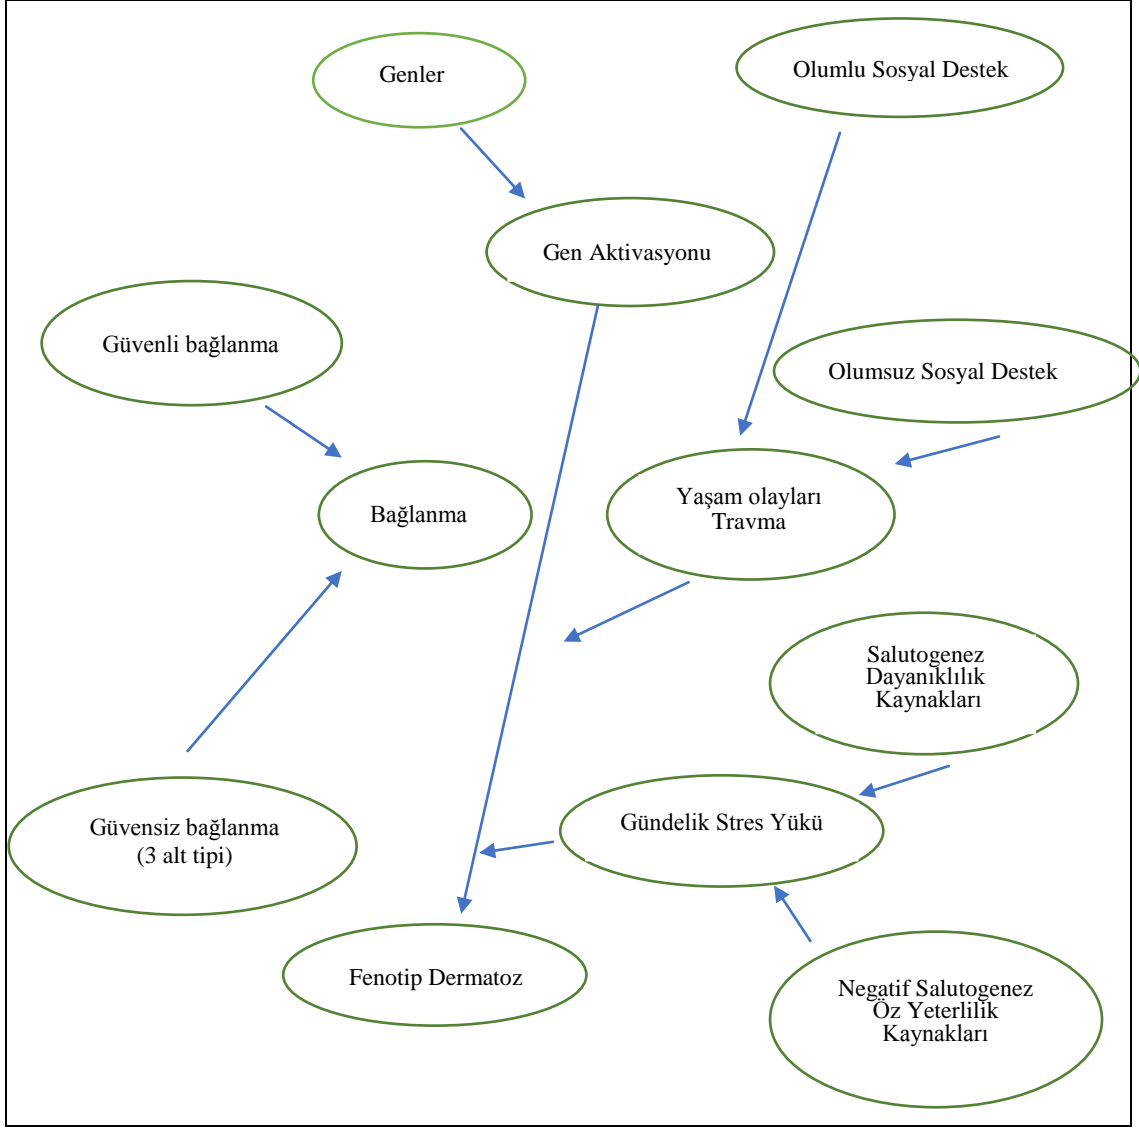 Genler
Olumlu Sosyal Destek
Gen Aktivasyonu
Güvenli bağlanma
Olumsuz Sosyal Destek
Bağlanma
Yaşam olayları
Travma
Salutogenez
Dayanıklılık
Kaynakları
Güvensiz bağlanma
(3 alt tipi)
Gündelik Stres Yükü
Fenotip Dermatoz
Negatif Salutogenez
Öz Yeterlilik
Kaynakları